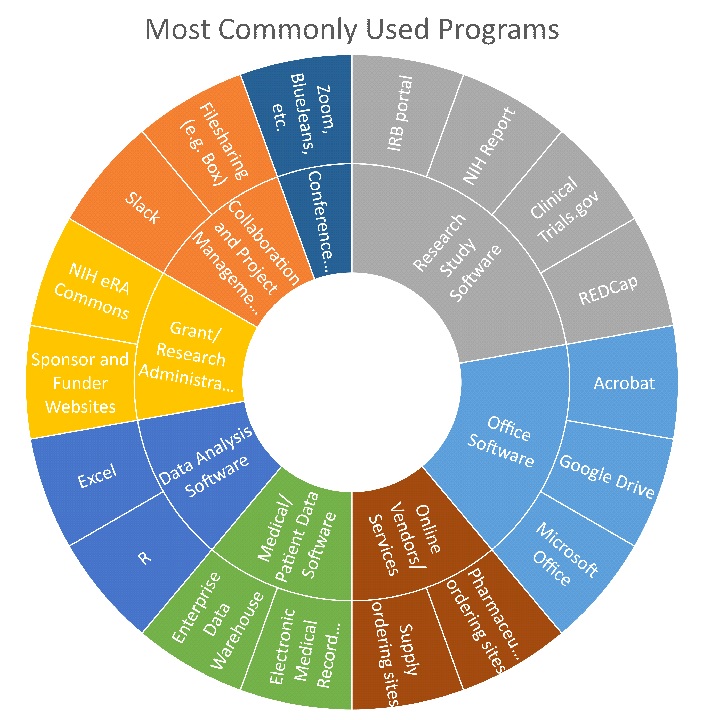 Most Commonly Used Programs
IRB portal
NIH Report
Clinical
Trials.gov
REDCap
Research
Study
Software
Acrobat
Google Drive
Microsoft
Office
Office
Software
Pharmaceu...
ordering sites
Supply
ordering sites
Online
Vendors/
Services
Electronic
Medical
Record...
Enterprise
Data
Warehouse
Medical/
Patient Data
Software
R
Excel
Data Analysis
Software
Sponsor and
Funder
Websites
NIH eRA
Commons
Grant/
Research
Administra...
Slack
Filesharing
(e.g. Box)
Collaboration
and Project
Manageme...
Zoom,
BlueJeans,
etc.
Conference...